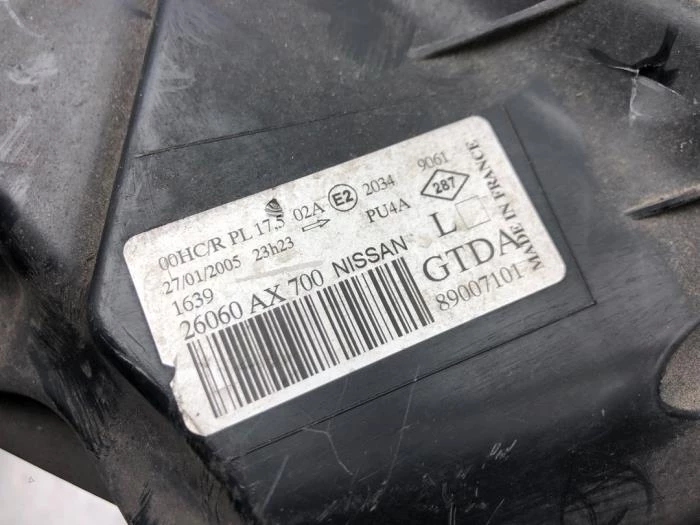 00HC/R PL 17.5 02A E2 2034 9061
27/01/2005 23h23 ⇨ PU4A 287
1639 L
26060 AX 700 NISSAN GTDA
89007101
MADE IN FRANCE